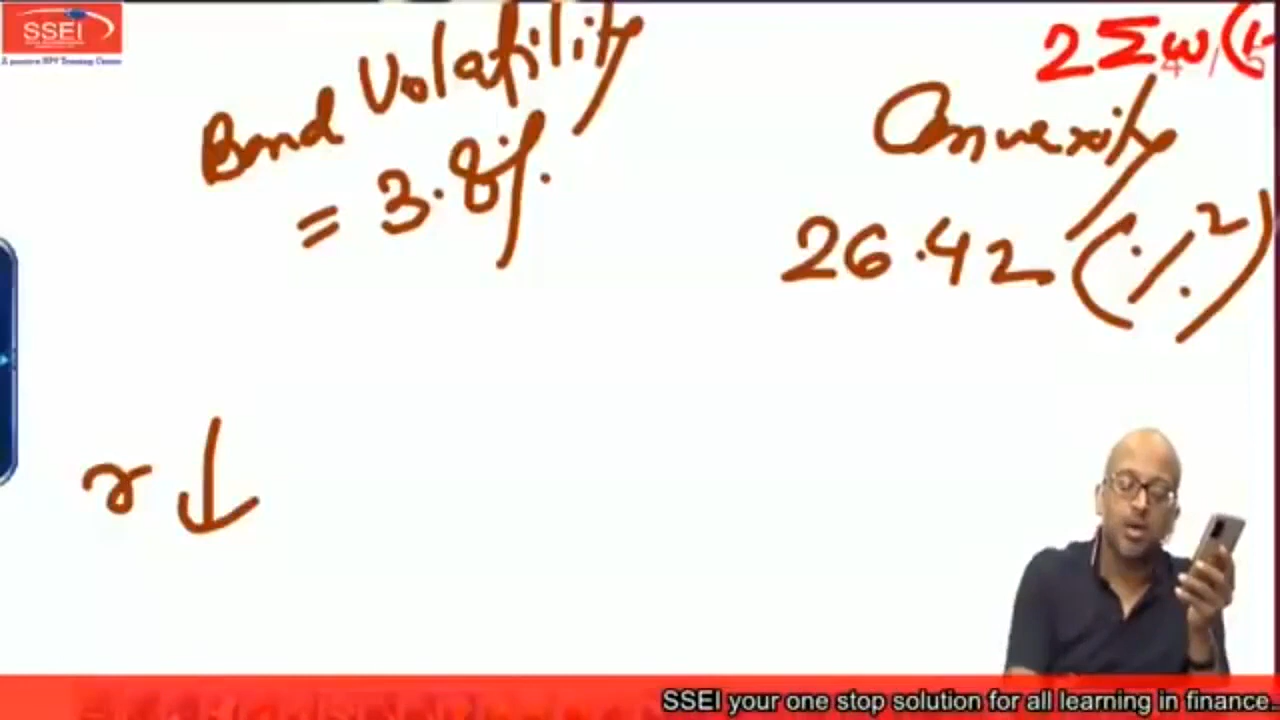 SSEI
Bond Volatility
= 3.8%
2Σw
Convexity
26.42 (%²)
r ↓
SSEI your one stop solution for all learning in finance.